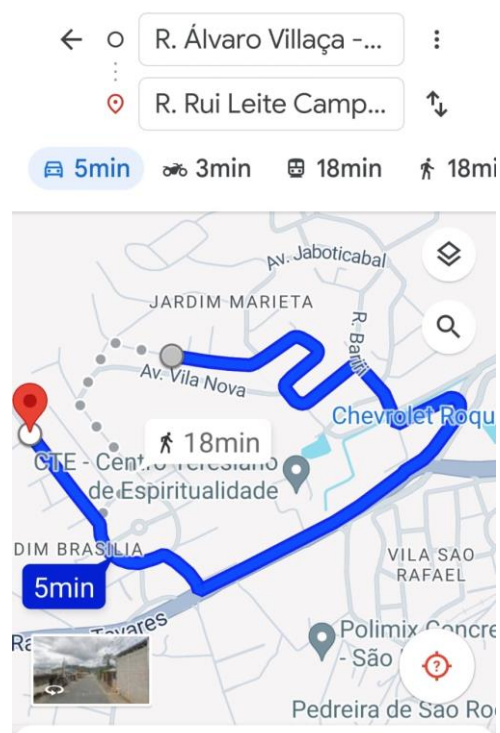 R. Álvaro Villaça -...
R. Rui Leite Camp...
5min
3min
18min
18mi
Av. Jaboticabal
JARDIM MARIETA
R. Bariri
Av. Vila Nova
Chevrolet Roqu
18min
CTE - Centro Teresiano
de Espiritualidade
DIM BRASILIA
5min
VILA SAO
RAFAEL
Ra Tavares
Polimix Concre
- São
Pedreira de São Ro